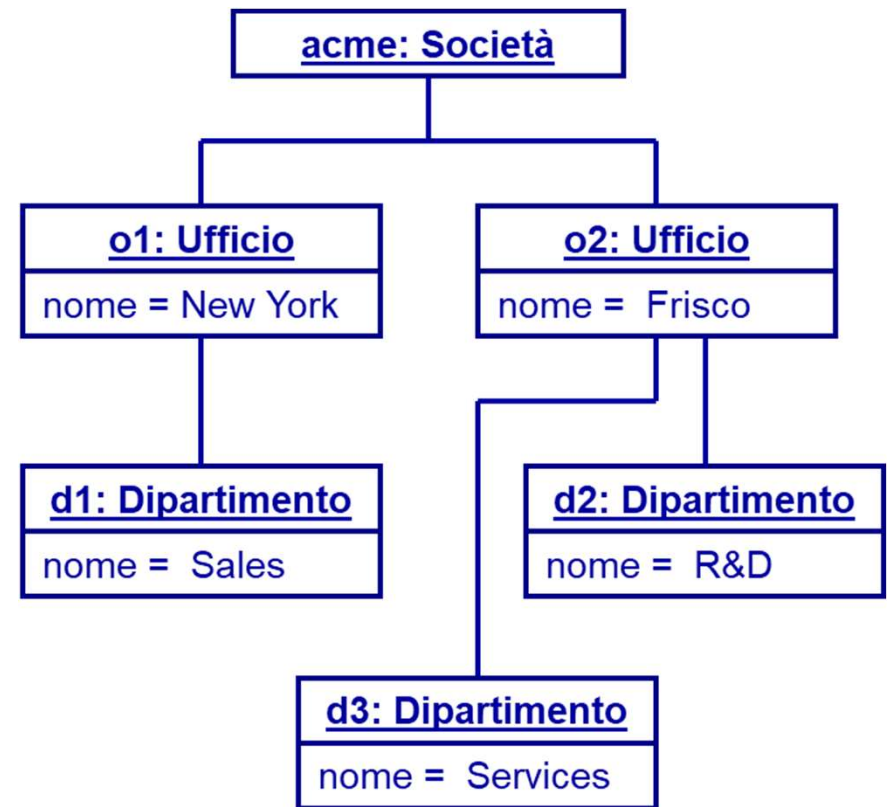 acme: Società
o1: Ufficio
nome = New York
o2: Ufficio
nome = Frisco
d1: Dipartimento
nome = Sales
d2: Dipartimento
nome = R&D
d3: Dipartimento
nome = Services